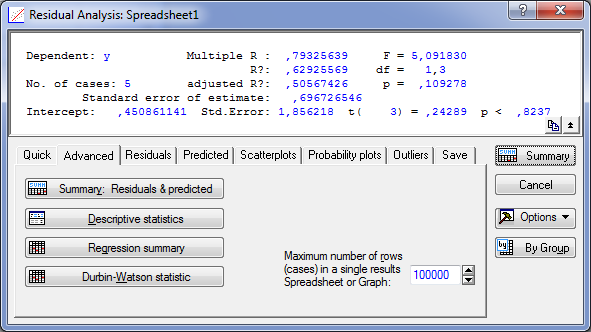 Residual Analysis: Spreadsheet1
Dependent: y Multiple R : ,79325639 F = 5,091830
R?: ,62925569 df = 1,3
No. of cases: 5 adjusted R?: ,50567426 p = ,109278
Standard error of estimate: ,696726546
Intercept: ,450861141 Std.Error: 1,856218 t( 3) = ,24289 p < ,8237
Quick Advanced Residuals Predicted Scatterplots Probability plots Outliers Save
Summary
Summary: Residuals & predicted
Cancel
Descriptive statistics
Options
Regression summary
By Group
Durbin-Watson statistic
Maximum number of rows
(cases) in a single results
Spreadsheet or Graph: 100000